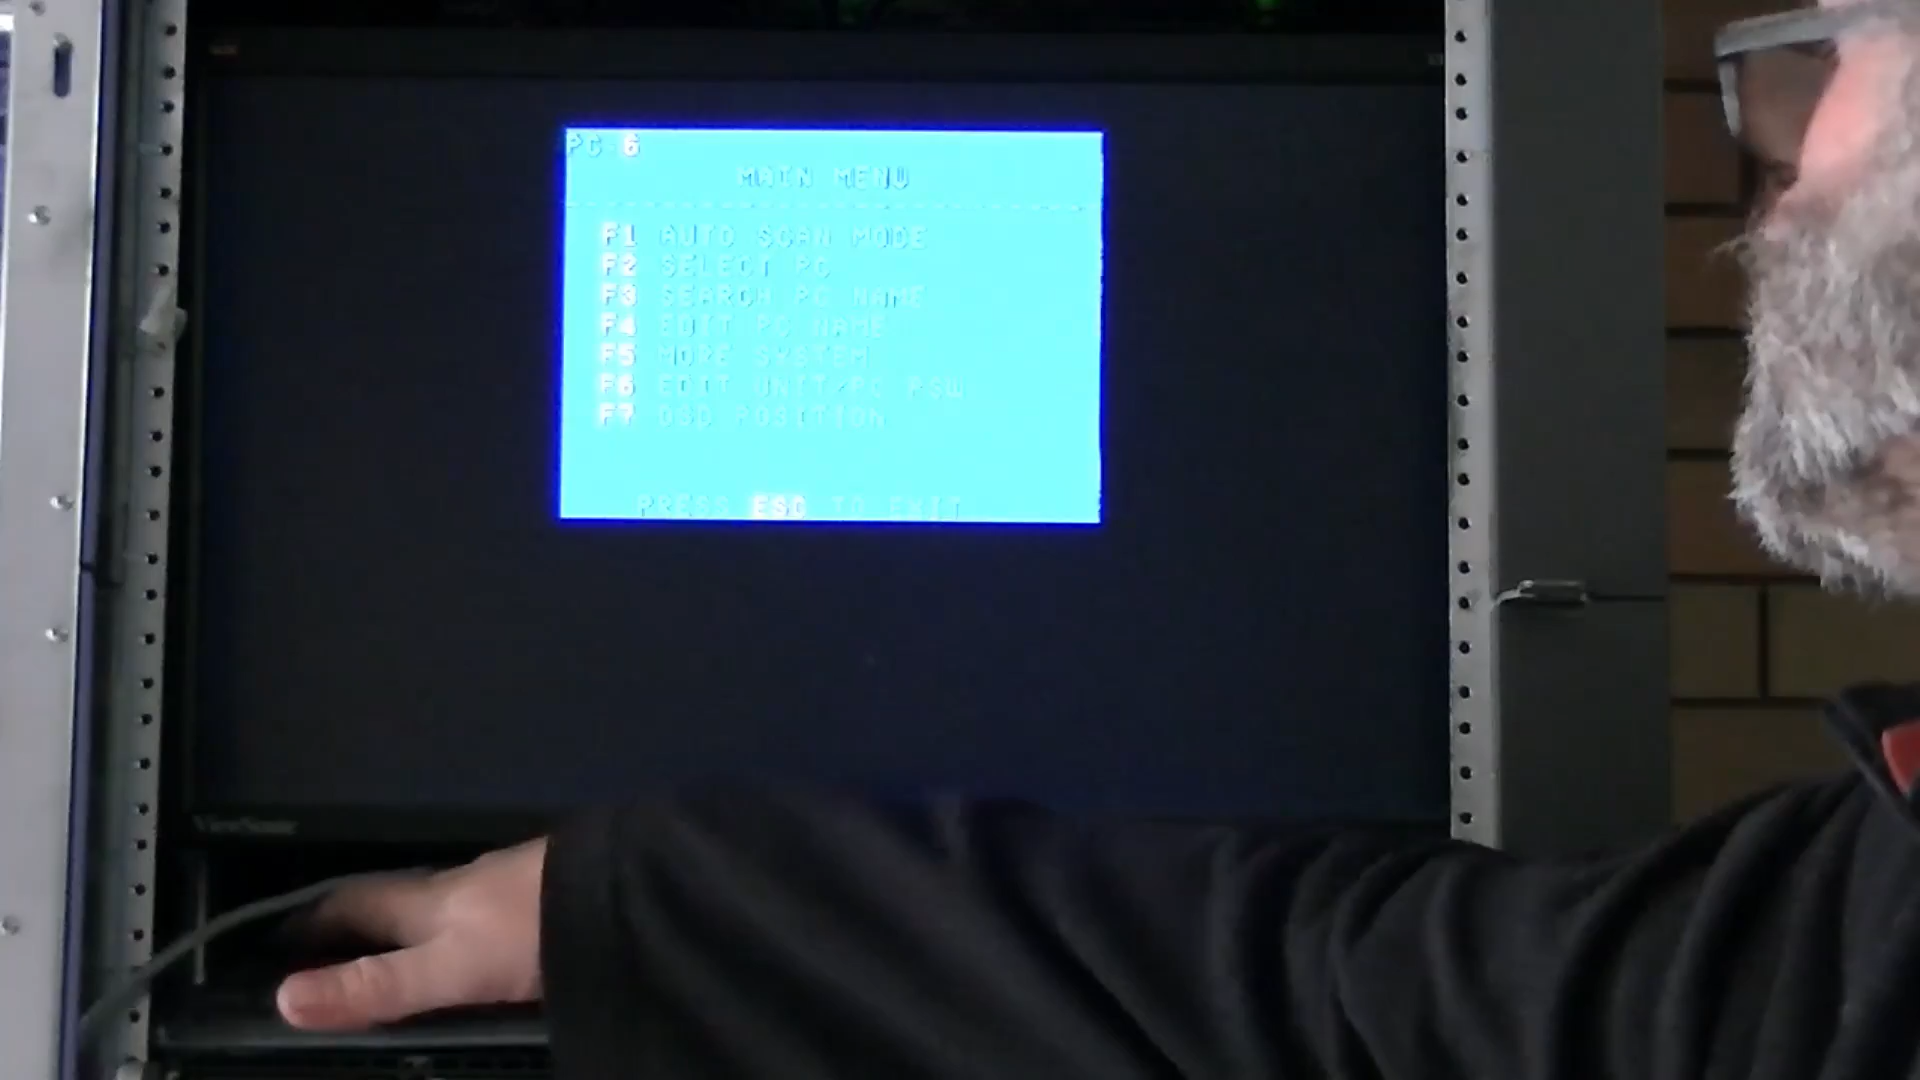 PC-6
MAIN MENU
F1 AUTO SCAN MODE
F2 SELECT PC
F3 SEARCH PC NAME
F4 EDIT PC NAME
F5 MORE SYSTEM
F6 EDIT UNIT/PC PSW
F7 OSD POSITION
PRESS ESC TO EXIT
ViewSonic